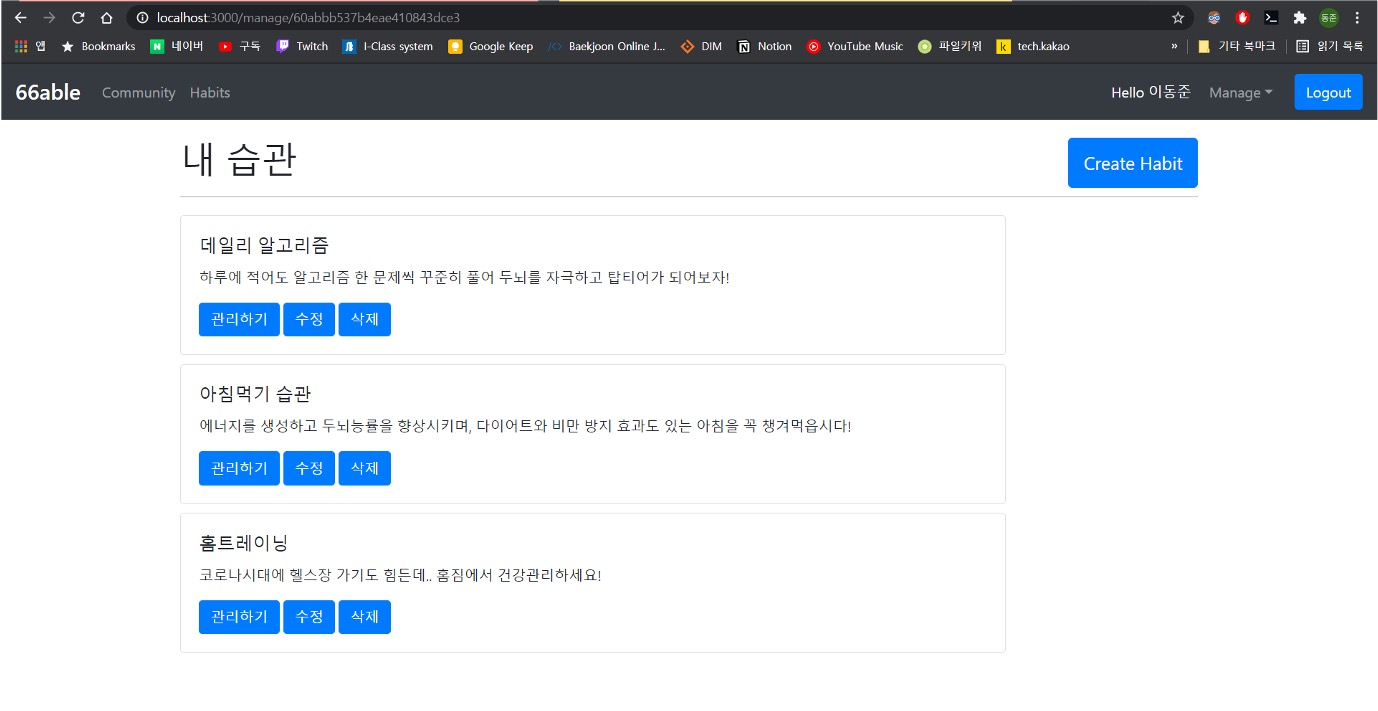 localhost:3000/manage/60abbb537b4eae410843dce3
동준
앱 Bookmarks 네이버 구독 Twitch I-Class system Google Keep Baekjoon Online J... DIM Notion YouTube Music 파일키위 k tech.kakao » 기타 북마크 읽기 목록
66able Community Habits Hello 이동준 Manage Logout
내 습관 Create Habit
데일리 알고리즘
하루에 적어도 알고리즘 한 문제씩 꾸준히 풀어 두뇌를 자극하고 탑티어가 되어보자!
관리하기 수정 삭제
아침먹기 습관
에너지를 생성하고 두뇌능률을 향상시키며, 다이어트와 비만 방지 효과도 있는 아침을 꼭 챙겨먹읍시다!
관리하기 수정 삭제
홈트레이닝
코로나시대에 헬스장 가기도 힘든데.. 홈짐에서 건강관리하세요!
관리하기 수정 삭제